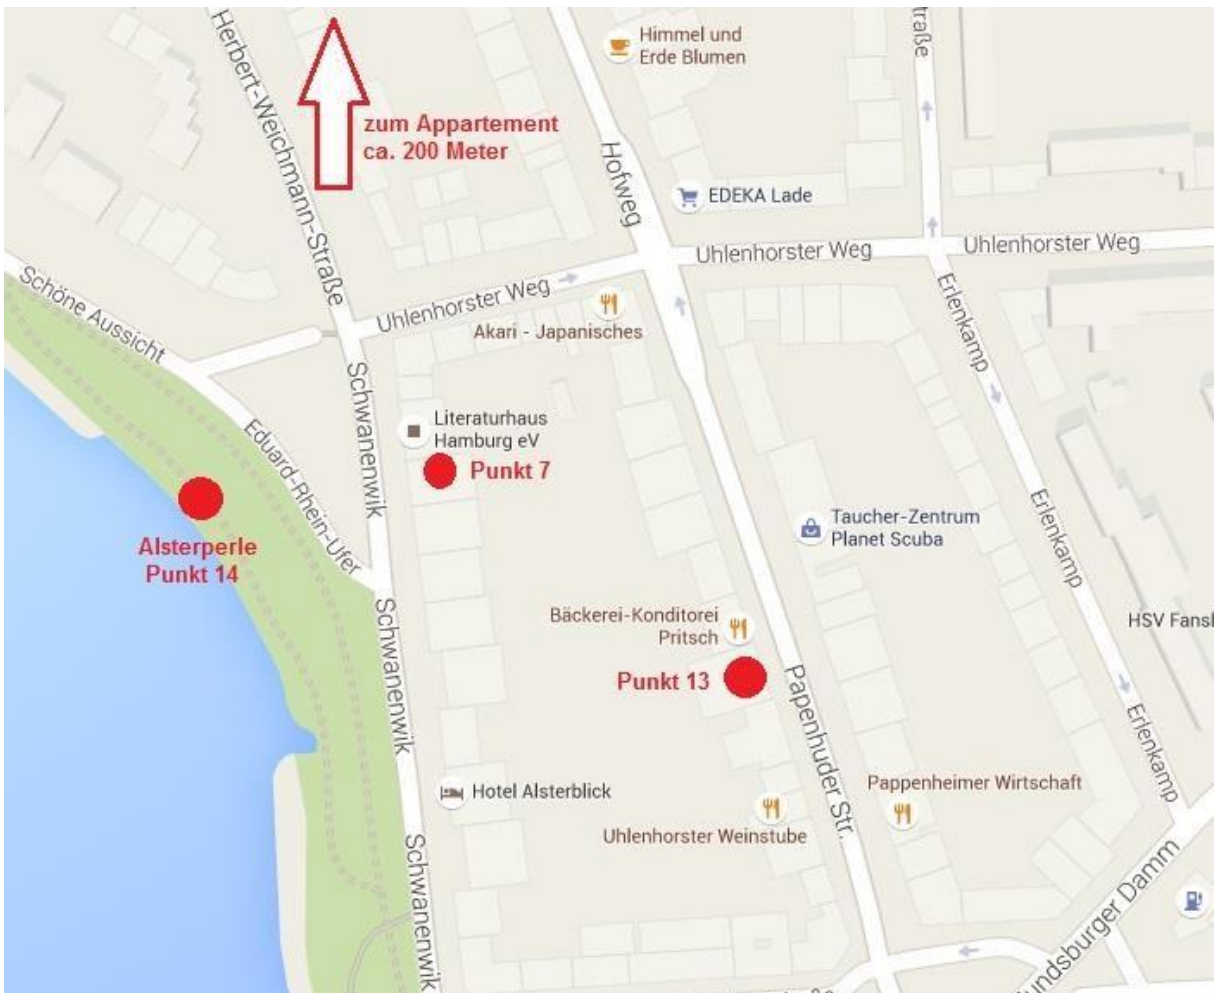 Himmel und
Erde Blumen
Herbert-Weichmann-Straße
zum Appartement
ca. 200 Meter
Hofweg
EDEKA Lade
Uhlenhorster Weg
Uhlenhorster Weg
Uhlenhorster Weg
Schöne Aussicht
Akari - Japanisches
Erlenkamp
Schwanenwik
Literaturhaus
Hamburg eV
Punkt 7
Eduard-Rhein-Ufer
Alsterperle
Punkt 14
Taucher-Zentrum
Planet Scuba
Erlenkamp
Bäckerei-Konditorei
Pritsch
HSV Fans
Punkt 13
Schwanenwik
Papenhuder Str.
Erlenkamp
Hotel Alsterblick
Pappenheimer Wirtschaft
Uhlenhorster Weinstube
Schwanenwik
undsburger Damm